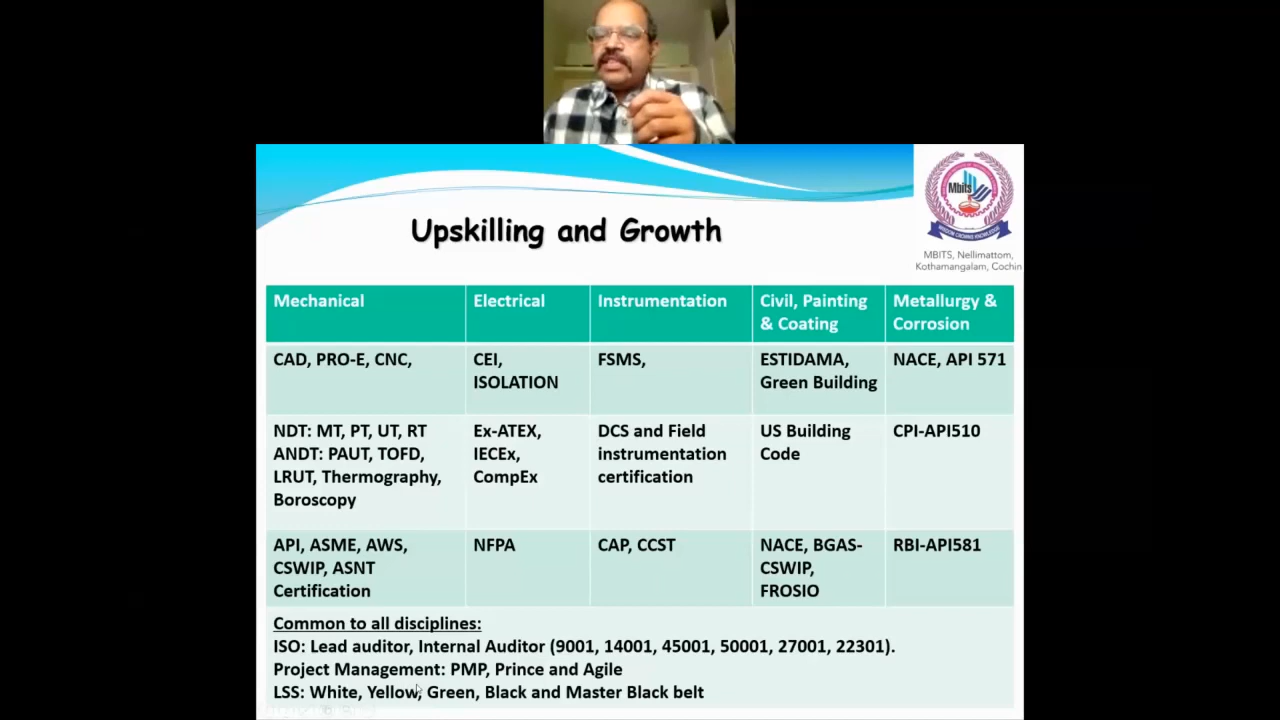 Mbits
WISDOM CROWNS KNOWLEDGE
MBITS, Nellimattom,
Kothamangalam, Cochin
Upskilling and Growth
Mechanical
Electrical
Instrumentation
Civil, Painting
& Coating
Metallurgy &
Corrosion
CAD, PRO-E, CNC,
CEI,
ISOLATION
FSMS,
ESTIDAMA,
Green Building
NACE, API 571
NDT: MT, PT, UT, RT
ANDT: PAUT, TOFD,
LRUT, Thermography,
Boroscopy
Ex-ATEX,
IECEx,
CompEx
DCS and Field
instrumentation
certification
US Building
Code
CPI-API510
API, ASME, AWS,
CSWIP, ASNT
Certification
NFPA
CAP, CCST
NACE, BGAS-
CSWIP,
FROSIO
RBI-API581
Common to all disciplines:
ISO: Lead auditor, Internal Auditor (9001, 14001, 45001, 50001, 27001, 22301).
Project Management: PMP, Prince and Agile
LSS: White, Yellow, Green, Black and Master Black belt